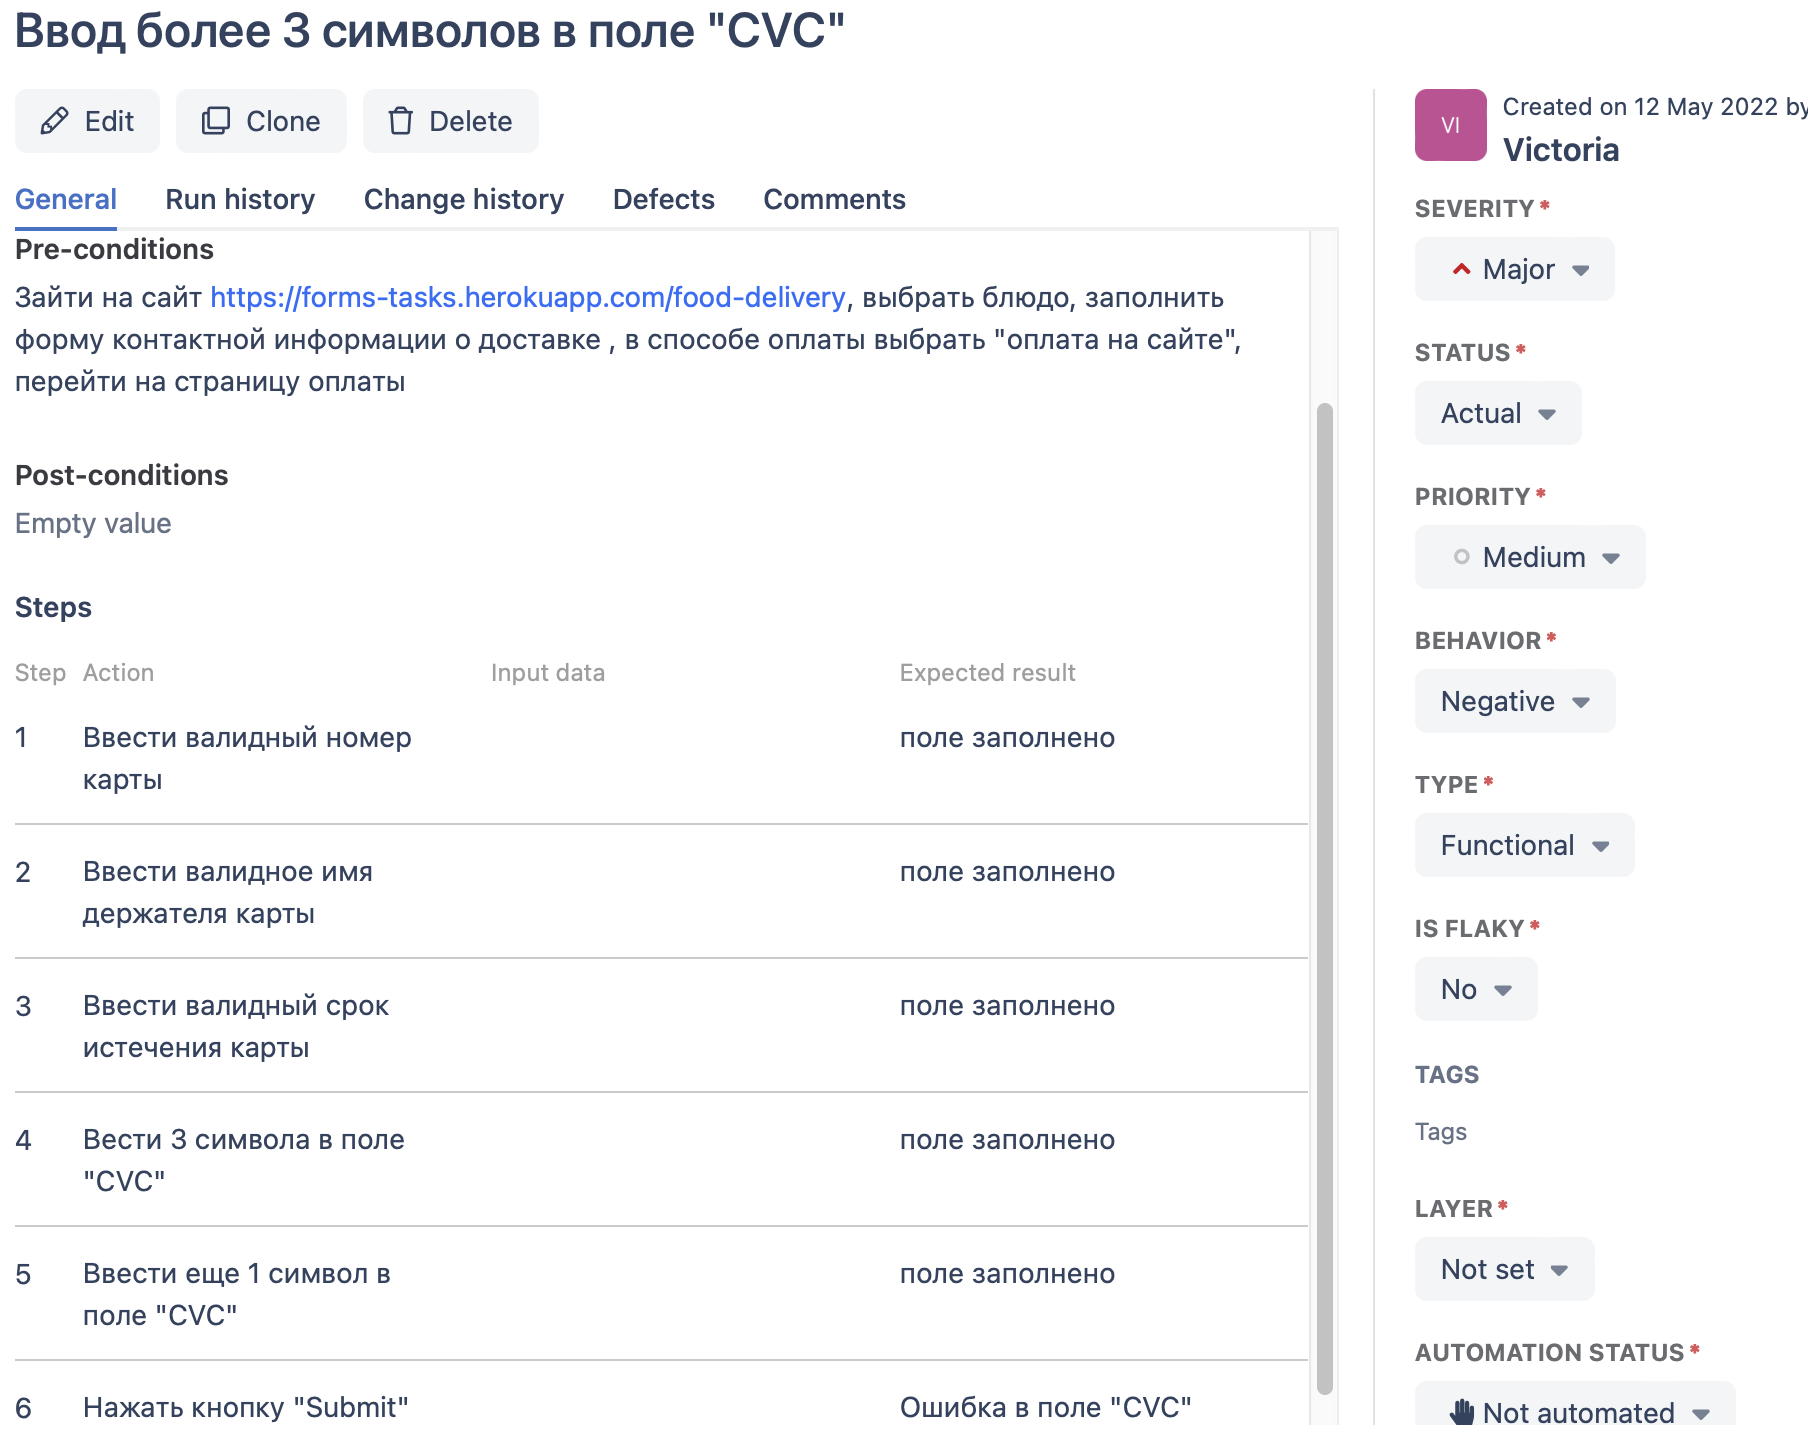 Ввод более 3 символов в поле "CVC"
Edit
Clone
Delete
General
Run history
Change history
Defects
Comments
Pre-conditions
Зайти на сайт https://forms-tasks.herokuapp.com/food-delivery, выбрать блюдо, заполнить
форму контактной информации о доставке , в способе оплаты выбрать "оплата на сайте",
перейти на страницу оплаты
Post-conditions
Empty value
Steps
Step Action Input data Expected result
1 Ввести валидный номер поле заполнено
карты
2 Ввести валидное имя поле заполнено
держателя карты
3 Ввести валидный срок поле заполнено
истечения карты
4 Вести 3 символа в поле поле заполнено
"CVC"
5 Ввести еще 1 символ в поле заполнено
поле "CVC"
6 Нажать кнопку "Submit" Ошибка в поле "CVC"
VI
Created on 12 May 2022 by
Victoria
SEVERITY*
Major
STATUS*
Actual
PRIORITY*
Medium
BEHAVIOR*
Negative
TYPE*
Functional
IS FLAKY*
No
TAGS
Tags
LAYER*
Not set
AUTOMATION STATUS*
Not automated